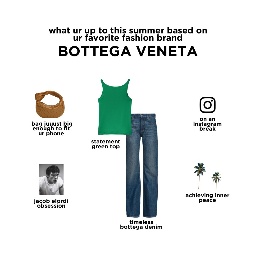 what ur up to this summer based on
ur favorite fashion brand
BOTTEGA VENETA
bag august big
enough to fit
ur phone
statement
green top
on an
instagram
break
jacob elordi
obsession
achieving inner
peace
timeless
bottega denim